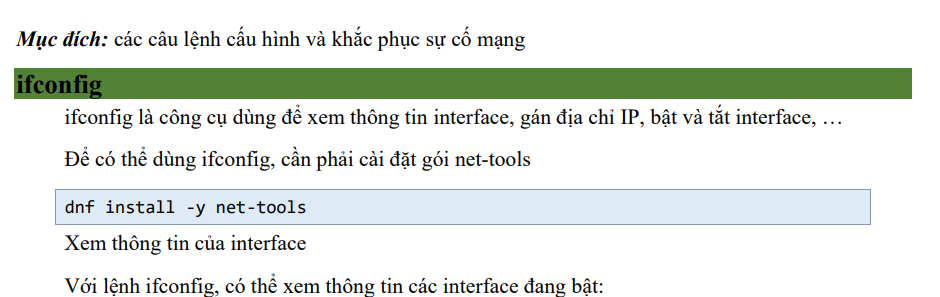 Mục đích: các câu lệnh cấu hình và khắc phục sự cố mạng
ifconfig
ifconfig là công cụ dùng để xem thông tin interface, gán địa chỉ IP, bật và tắt interface, …
Để có thể dùng ifconfig, cần phải cài đặt gói net-tools
dnf install -y net-tools
Xem thông tin của interface
Với lệnh ifconfig, có thể xem thông tin các interface đang bật: